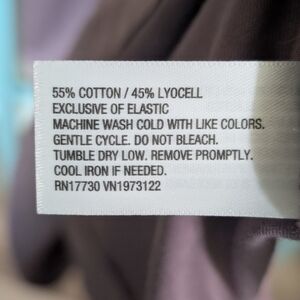 55% COTTON / 45% LYOCELL
EXCLUSIVE OF ELASTIC
MACHINE WASH COLD WITH LIKE COLORS.
GENTLE CYCLE. DO NOT BLEACH.
TUMBLE DRY LOW. REMOVE PROMPTLY.
COOL IRON IF NEEDED.
RN17730 VN1973122